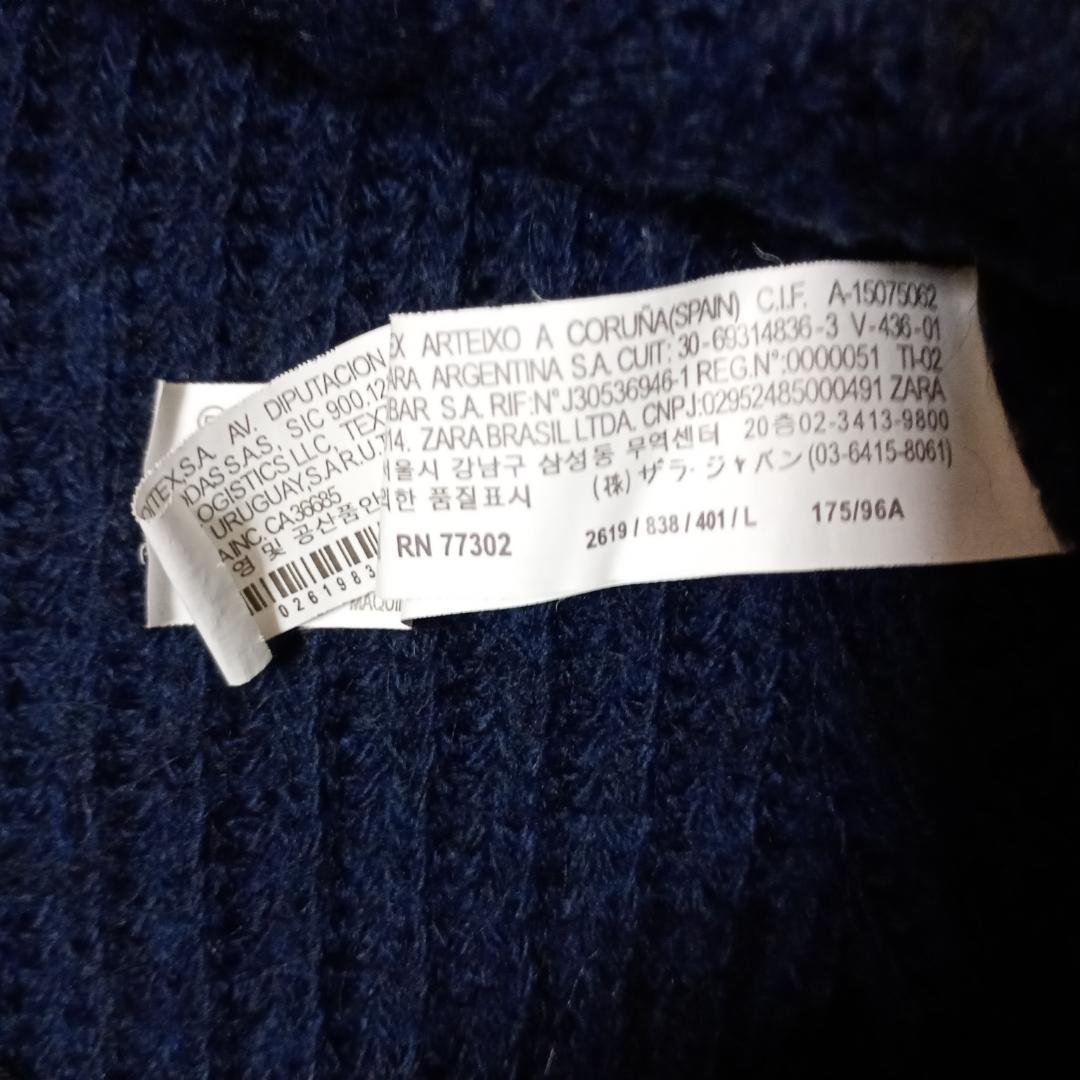 ITEX,S.A. AV. DIPUTACION
X ARTEIXO A CORUÑA(SPAIN) C.I.F. A-15075062
IDAS S.A.S. SIC 900.12
ARA ARGENTINA S.A. CUIT: 30-69314836-3 V-436-01
OGISTICS LLC, TEX
BAR S.A. RIF:N° J30536946-1 REG.N°:0000051 TI-02
URUGUAY,S.A R.U.
14. ZARA BRASIL LTDA. CNPJ:02952485000491 ZARA
A,INC. CA36685
울시 강남구 삼성동 무역센터 20층02-3413-9800
영 및 공산품안
한 품질표시 (株) ザラ・ジャパン (03-6415-8061)
RN 77302 2619 / 838 / 401 / L 175/96A
0261983
MAQUI